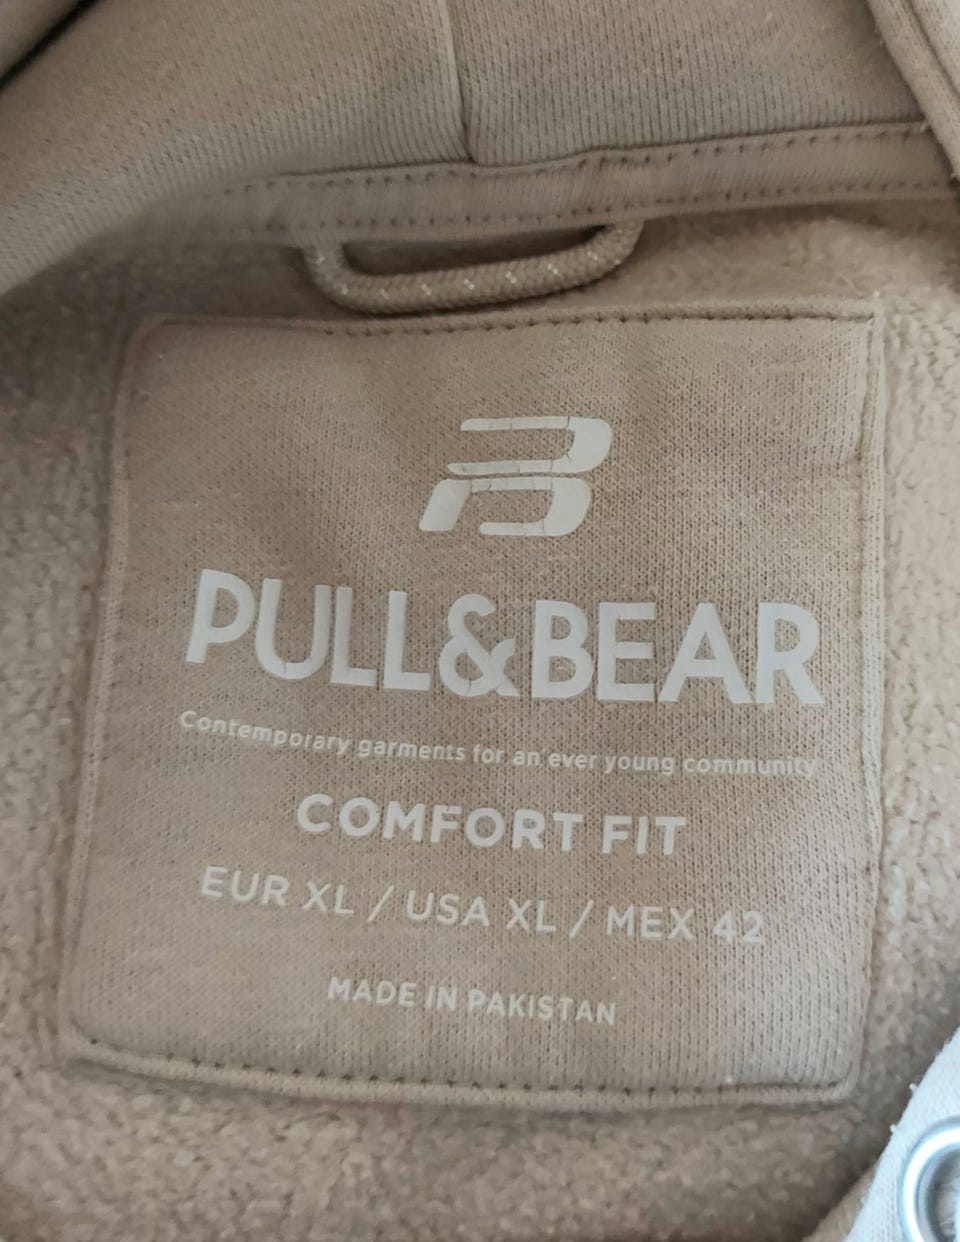 PB
PULL&BEAR
Contemporary garments for an ever young community
COMFORT FIT
EUR XL / USA XL / MEX 42
MADE IN PAKISTAN